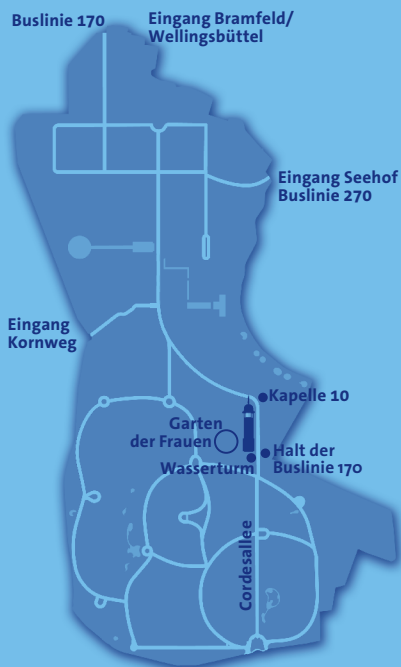 Buslinie 170
Eingang Bramfeld/
Wellingsbüttel
Eingang Seehof
Buslinie 270
Eingang
Kornweg
Kapelle 10
Garten
der Frauen
Halt der
Buslinie 170
Wasserturm
Cordesallee